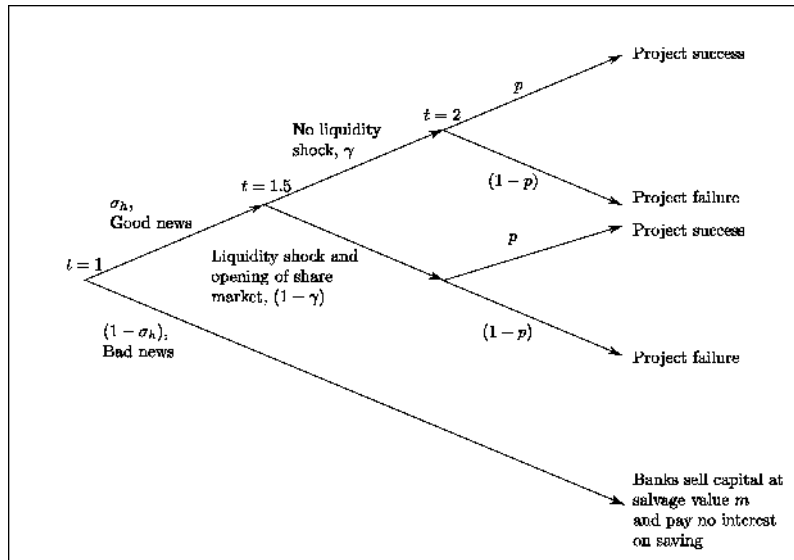 Project success
p
t = 2
No liquidity
shock, γ
(1 − p)
t = 1.5
Project failure
σₕ,
Good news
p
Project success
Liquidity shock and
opening of share
market, (1 − γ)
t = 1
(1 − σₕ),
Bad news
(1 − p)
Project failure
Banks sell capital at
salvage value m
and pay no interest
on saving